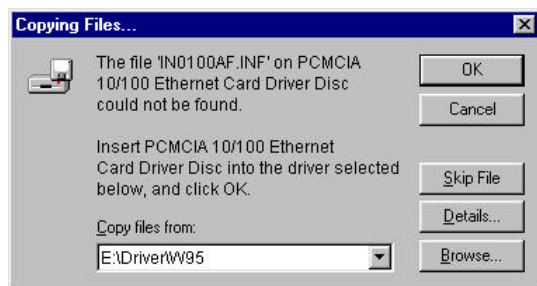 Copying Files...
The file 'IN0100AF.INF' on PCMCIA
10/100 Ethernet Card Driver Disc
could not be found.
Insert PCMCIA 10/100 Ethernet
Card Driver Disc into the driver selected
below, and click OK.
Copy files from:
E:\Driver\W95
OK
Cancel
Skip File
Details...
Browse...